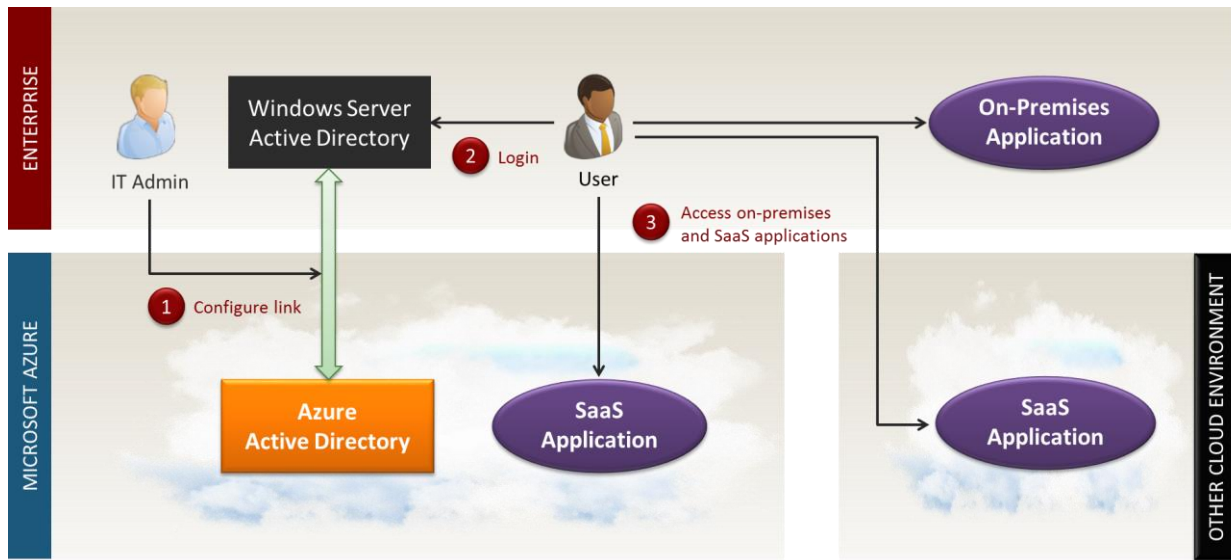 ENTERPRISE
IT Admin
Windows Server
Active Directory
2 Login
User
On-Premises
Application
3 Access on-premises
and SaaS applications
1 Configure link
MICROSOFT AZURE
Azure
Active Directory
SaaS
Application
SaaS
Application
OTHER CLOUD ENVIRONMENT